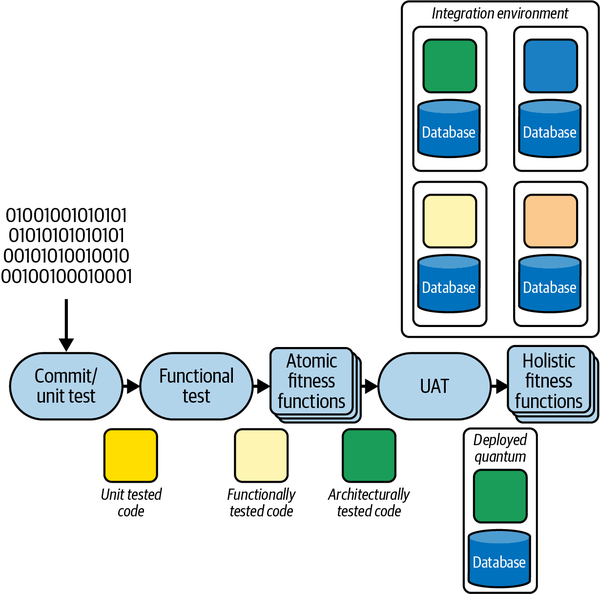 Integration environment
Database
Database
Database
Database
01001001010101
01010101010101
00101010010010
00100100010001
Commit/
unit test
Functional
test
Atomic
fitness
functions
UAT
Holistic
fitness
functions
Unit tested
code
Functionally
tested code
Architecturally
tested code
Deployed
quantum
Database